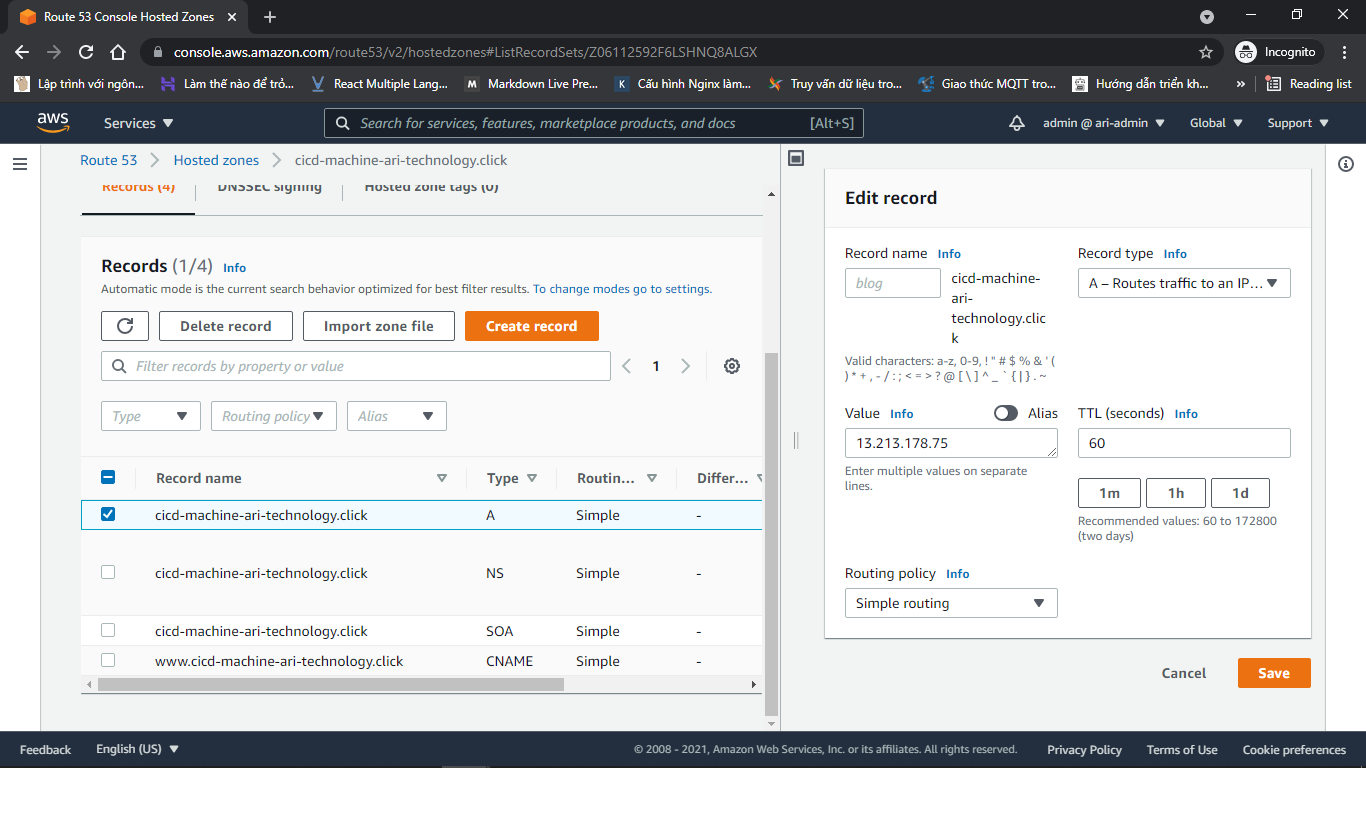 Route 53 Console Hosted Zones
console.aws.amazon.com/route53/v2/hostedzones#ListRecordSets/Z06112592F6LSHNQ8ALGX
Incognito
Lập trình với ngôn... Làm thế nào để trỏ... React Multiple Lang... Markdown Live Pre... Cấu hình Nginx làm... Truy vấn dữ liệu tro... Giao thức MQTT tro... Hướng dẫn triển kh... » Reading list
aws Services Search for services, features, marketplace products, and docs [Alt+S] admin @ ari-admin Global Support
Route 53 Hosted zones cicd-machine-ari-technology.click
Records (4) DNSSEC signing Hosted zone tags (0)
Records (1/4) Info
Automatic mode is the current search behavior optimized for best filter results. To change modes go to settings.
Delete record Import zone file Create record
Filter records by property or value 1
Type Routing policy Alias
Record name Type Routin... Differ...
cicd-machine-ari-technology.click A Simple -
cicd-machine-ari-technology.click NS Simple -
cicd-machine-ari-technology.click SOA Simple -
www.cicd-machine-ari-technology.click CNAME Simple -
Edit record
Record name Info
blog
cicd-machine-
ari-
technology.clic
k
Valid characters: a-z, 0-9, ! " # $ % & ' (
) * + , - / : ; < = > ? @ [ \ ] ^ _ ` { | } . ~
Record type Info
A – Routes traffic to an IP...
Value Info Alias
13.213.178.75
Enter multiple values on separate
lines.
TTL (seconds) Info
60
1m 1h 1d
Recommended values: 60 to 172800
(two days)
Routing policy Info
Simple routing
Cancel Save
Feedback English (US) © 2008 - 2021, Amazon Web Services, Inc. or its affiliates. All rights reserved. Privacy Policy Terms of Use Cookie preferences